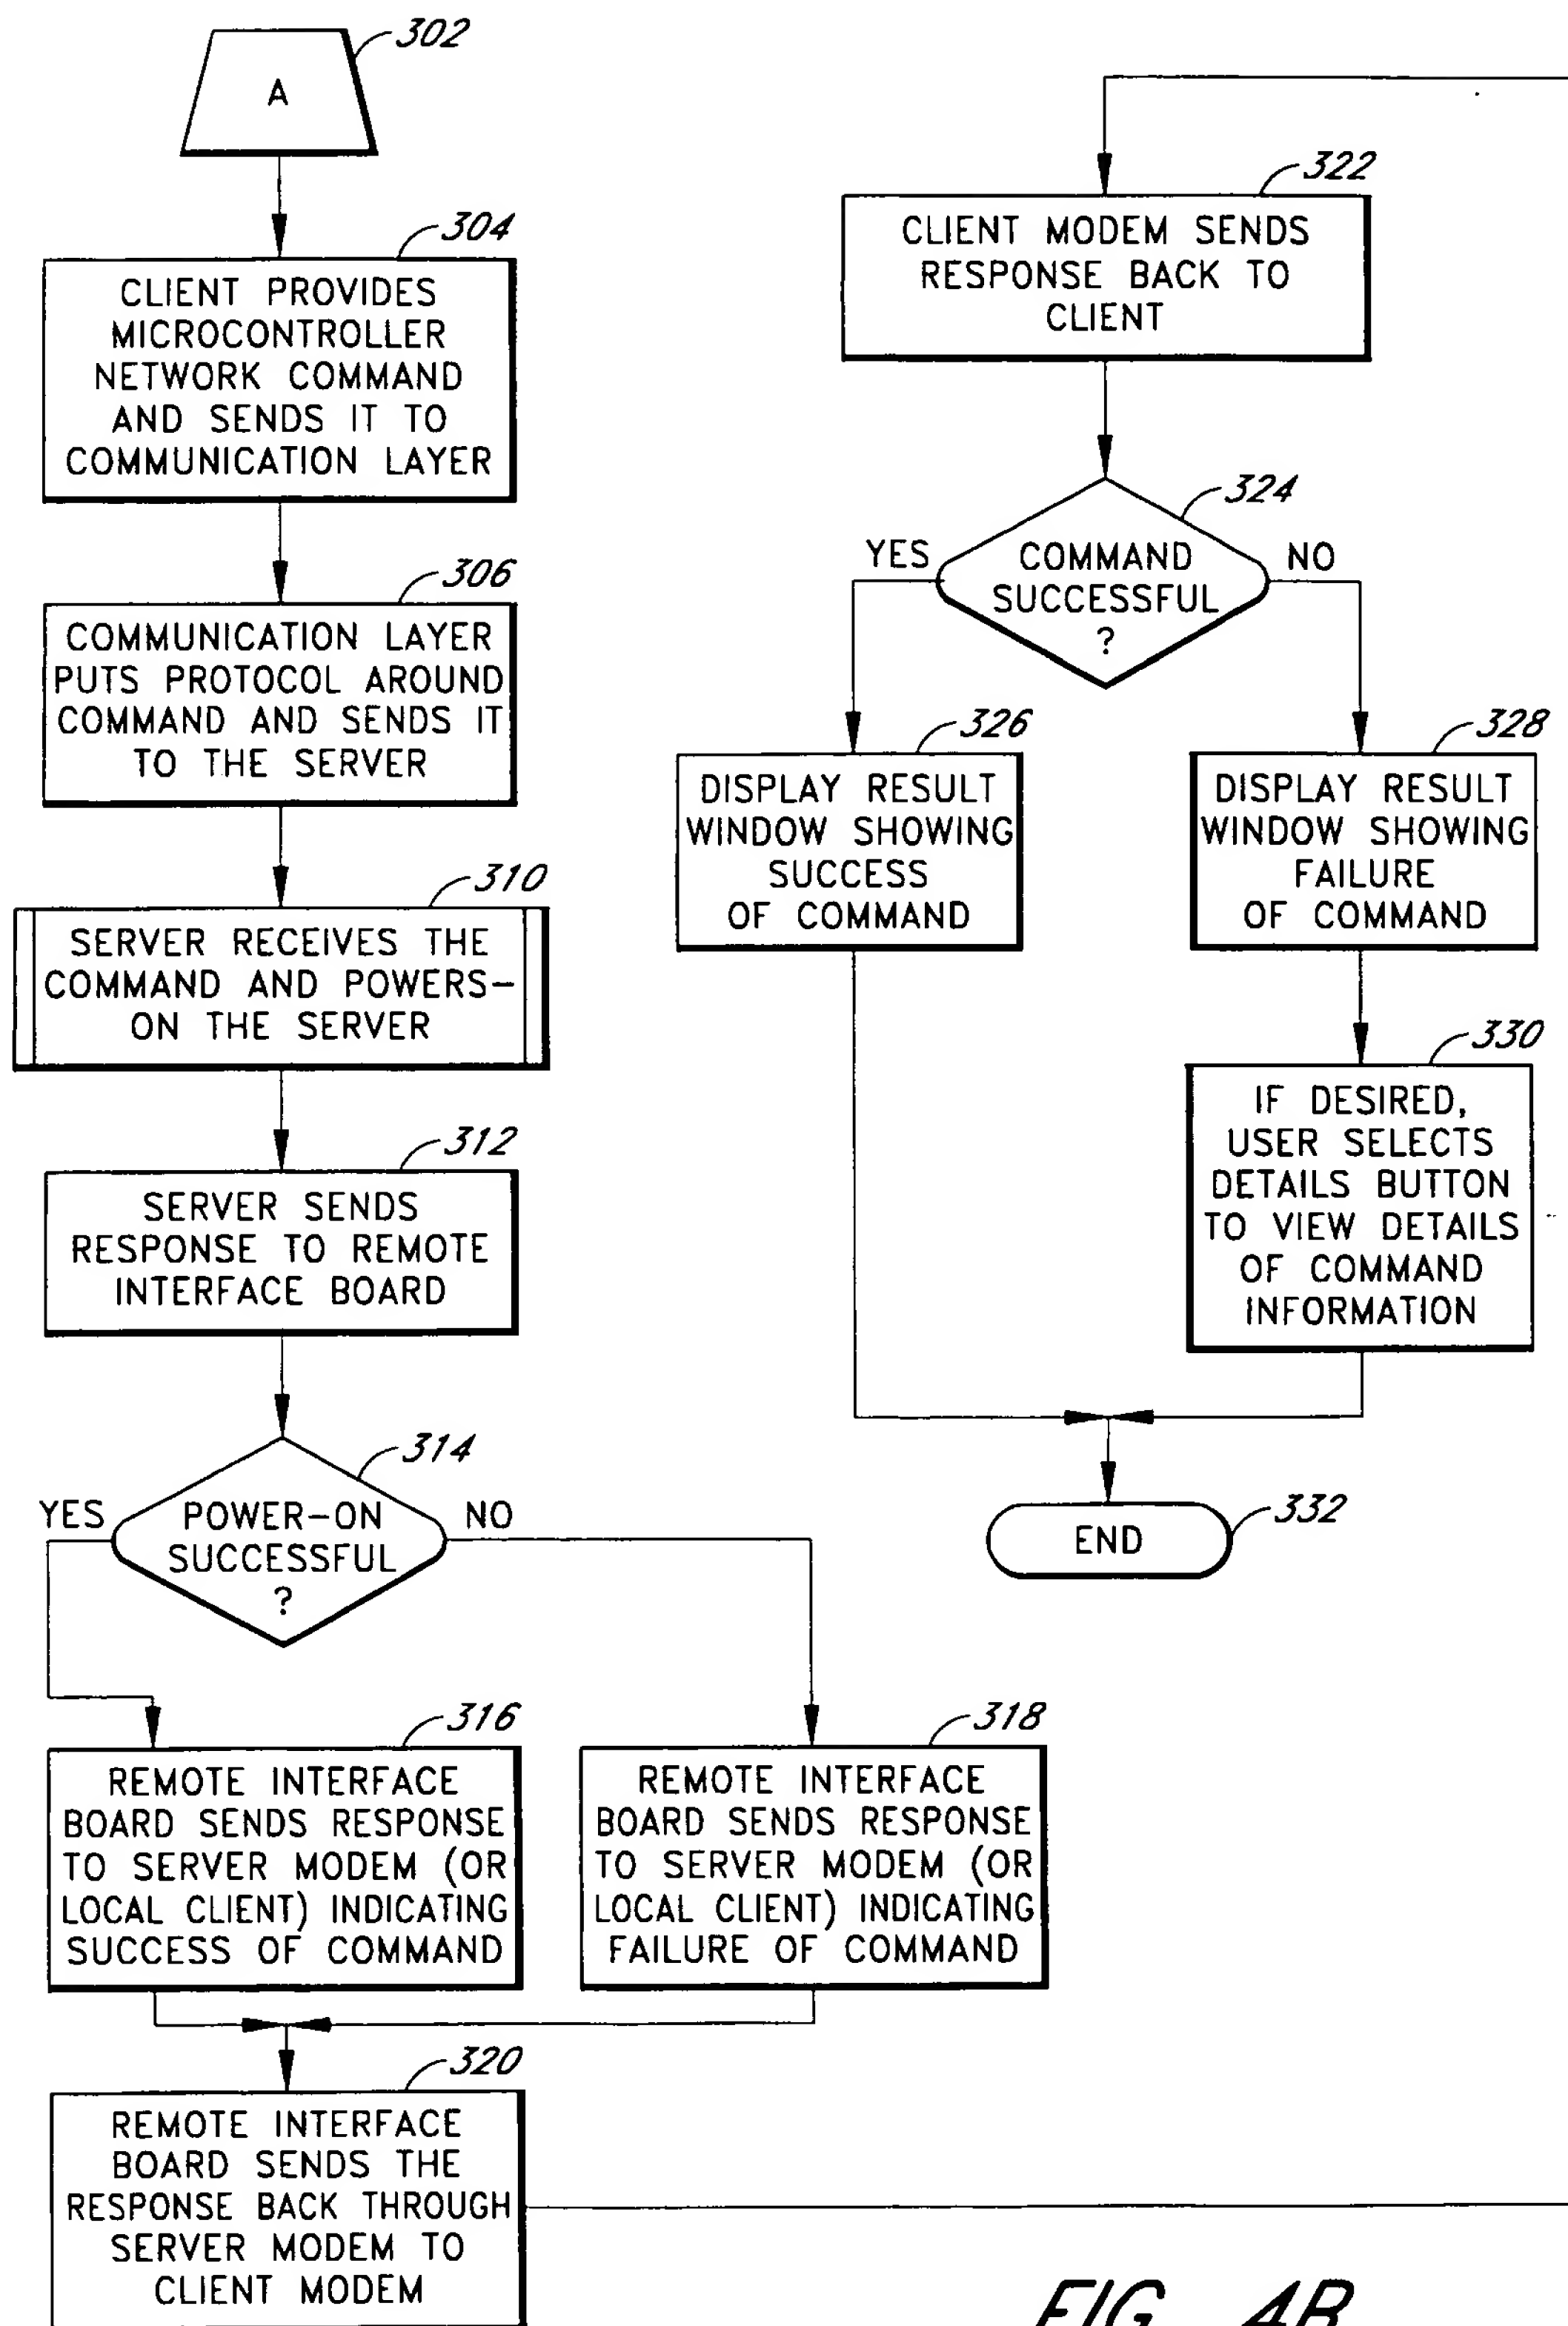 302
A
304
CLIENT PROVIDES
MICROCONTROLLER
NETWORK COMMAND
AND SENDS IT TO
COMMUNICATION LAYER
306
COMMUNICATION LAYER
PUTS PROTOCOL AROUND
COMMAND AND SENDS IT
TO THE SERVER
310
SERVER RECEIVES THE
COMMAND AND POWERS-
ON THE SERVER
312
SERVER SENDS
RESPONSE TO REMOTE
INTERFACE BOARD
314
YES
POWER-ON
SUCCESSFUL
?
NO
316
REMOTE INTERFACE
BOARD SENDS RESPONSE
TO SERVER MODEM (OR
LOCAL CLIENT) INDICATING
SUCCESS OF COMMAND
318
REMOTE INTERFACE
BOARD SENDS RESPONSE
TO SERVER MODEM (OR
LOCAL CLIENT) INDICATING
FAILURE OF COMMAND
320
REMOTE INTERFACE
BOARD SENDS THE
RESPONSE BACK THROUGH
SERVER MODEM TO
CLIENT MODEM
322
CLIENT MODEM SENDS
RESPONSE BACK TO
CLIENT
324
YES
COMMAND
SUCCESSFUL
?
NO
326
DISPLAY RESULT
WINDOW SHOWING
SUCCESS
OF COMMAND
328
DISPLAY RESULT
WINDOW SHOWING
FAILURE
OF COMMAND
330
IF DESIRED,
USER SELECTS
DETAILS BUTTON
TO VIEW DETAILS
OF COMMAND
INFORMATION
END
332
FIG. 4B